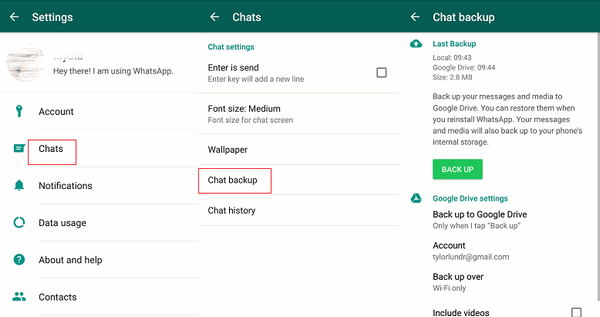 Settings
Hey there! I am using WhatsApp.
Account
Chats
Notifications
Data usage
About and help
Contacts
Chats
Chat settings
Enter is send
Enter key will add a new line
Font size: Medium
Font size for chat screen
Wallpaper
Chat backup
Chat history
Chat backup
Last Backup
Local: 09:43
Google Drive: 09:44
Size: 2.8 MB
Back up your messages and media to
Google Drive. You can restore them when
you reinstall WhatsApp. Your messages
and media will also back up to your phone's
internal storage.
BACK UP
Google Drive settings
Back up to Google Drive
Only when I tap "Back up"
Account
tylorlundr@gmail.com
Back up over
Wi-Fi only
Include videos